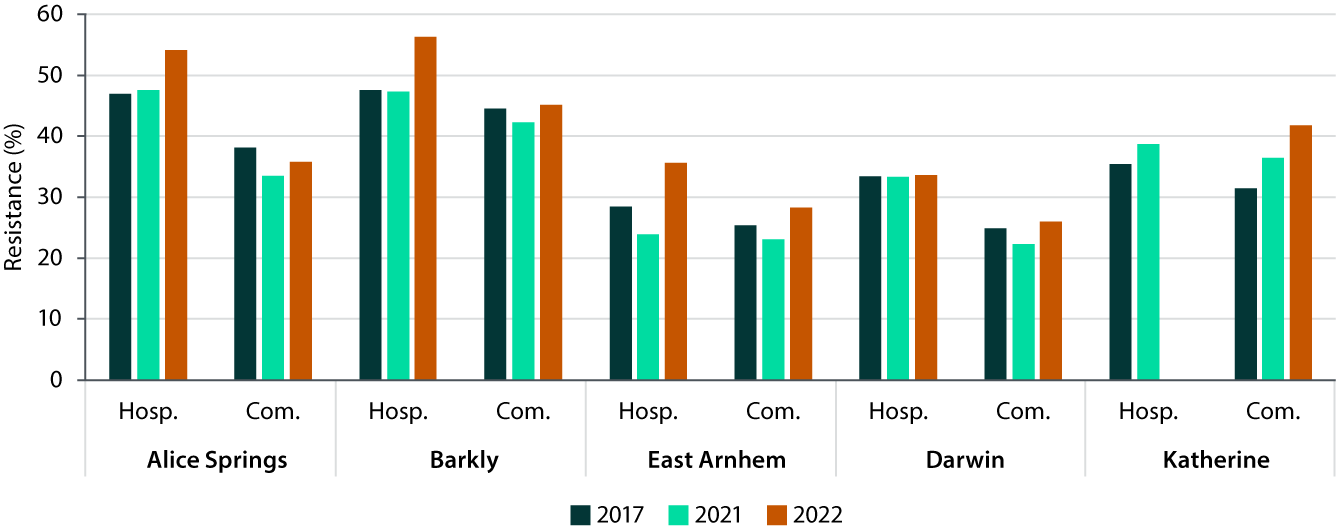 60
50
40
30
20
10
0
Resistance (%)
Hosp. Com. Hosp. Com. Hosp. Com. Hosp. Com. Hosp. Com.
Alice Springs Barkly East Arnhem Darwin Katherine
2017 2021 2022